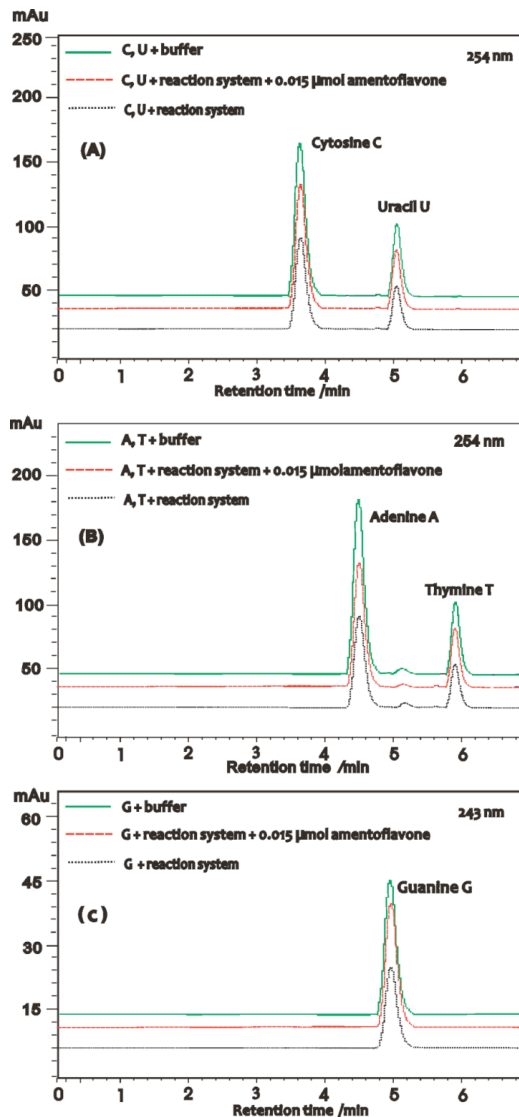 mAu
250
C, U + buffer
254 nm
200
C, U + reaction system + 0.015 µmol amentoflavone
C, U + reaction system
150
(A)
Cytosine C
Uracil U
100
50
0 1 2 3 4 5 6
Retention time /min
mAu
A, T + buffer
254 nm
200
A, T + reaction system + 0.015 µmolamentoflavone
A, T + reaction system
150
(B)
Adenine A
Thymine T
100
50
0 1 2 3 4 5 6
Retention time /min
mAu
60
G + buffer
243 nm
G + reaction system + 0.015 µmol amentoflavone
G + reaction system
45
(c)
Guanine G
30
15
0 1 2 3 4 5 6
Retention time /min